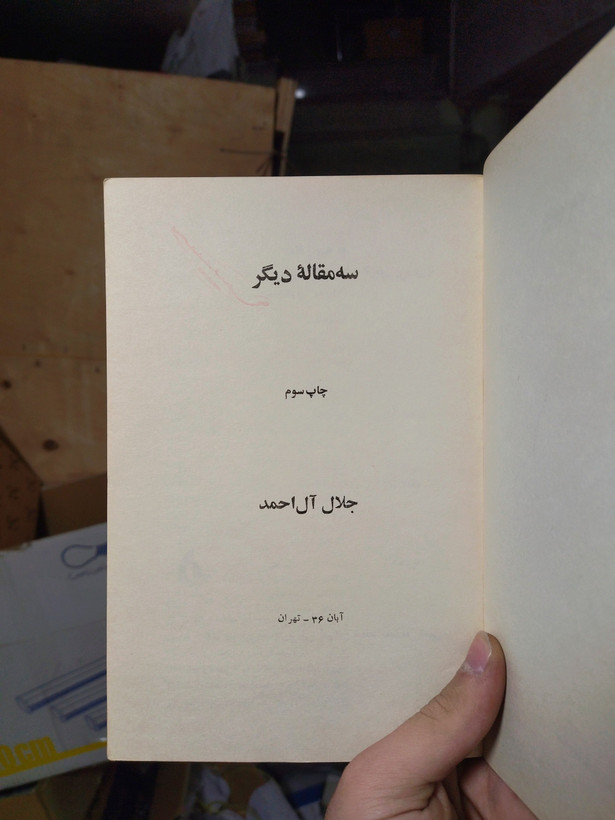 سه مقالهٔ دیگر
چاپ سوم
جلال آل‌احمد
آبان ۳۶ ـ تهران